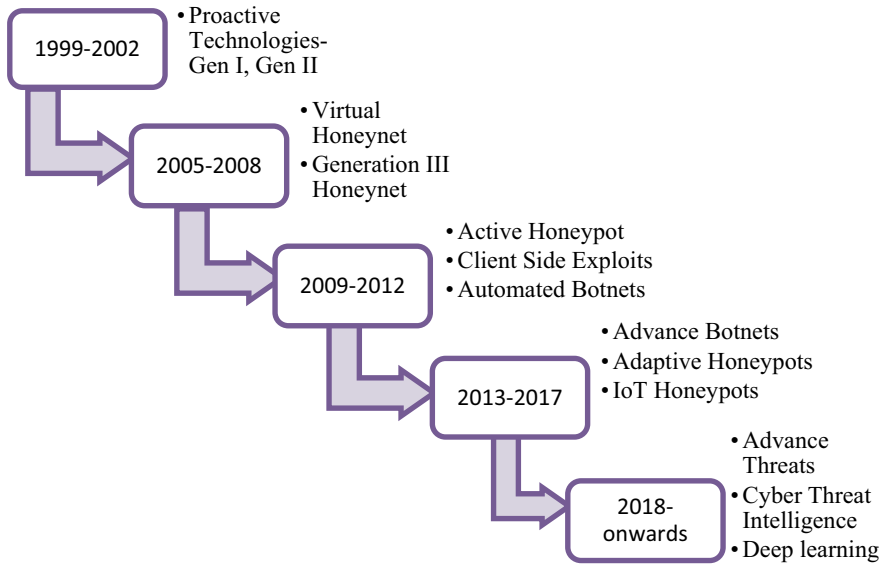 1999-2002
• Proactive
Technologies-
Gen I, Gen II
2005-2008
• Virtual
Honeynet
• Generation III
Honeynet
2009-2012
• Active Honeypot
• Client Side Exploits
• Automated Botnets
2013-2017
• Advance Botnets
• Adaptive Honeypots
• IoT Honeypots
2018-
onwards
• Advance
Threats
• Cyber Threat
Intelligence
• Deep learning